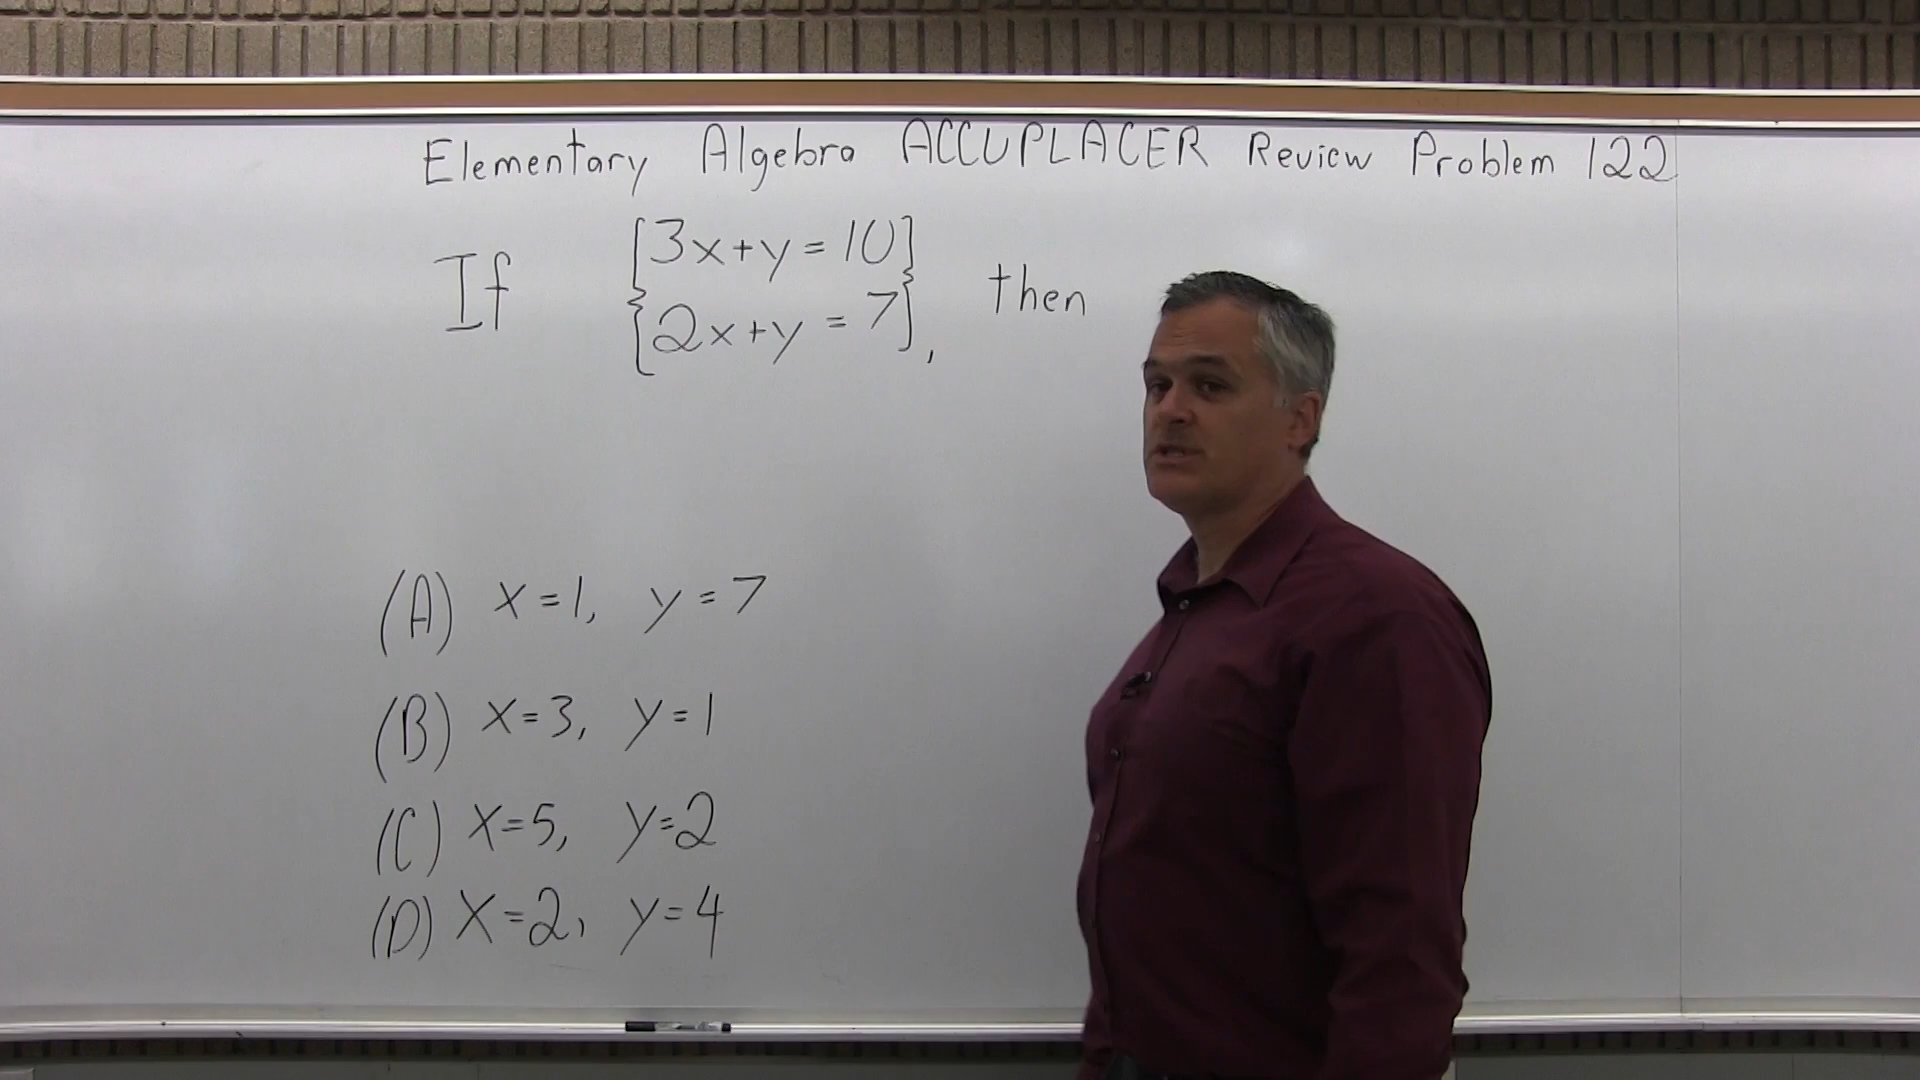 Elementary Algebra ACCUPLACER Review Problem 122
If {3x+y=10
2x+y=7}, then
(A) x=1, y=7
(B) x=3, y=1
(C) x=5, y=2
(D) x=2, y=4